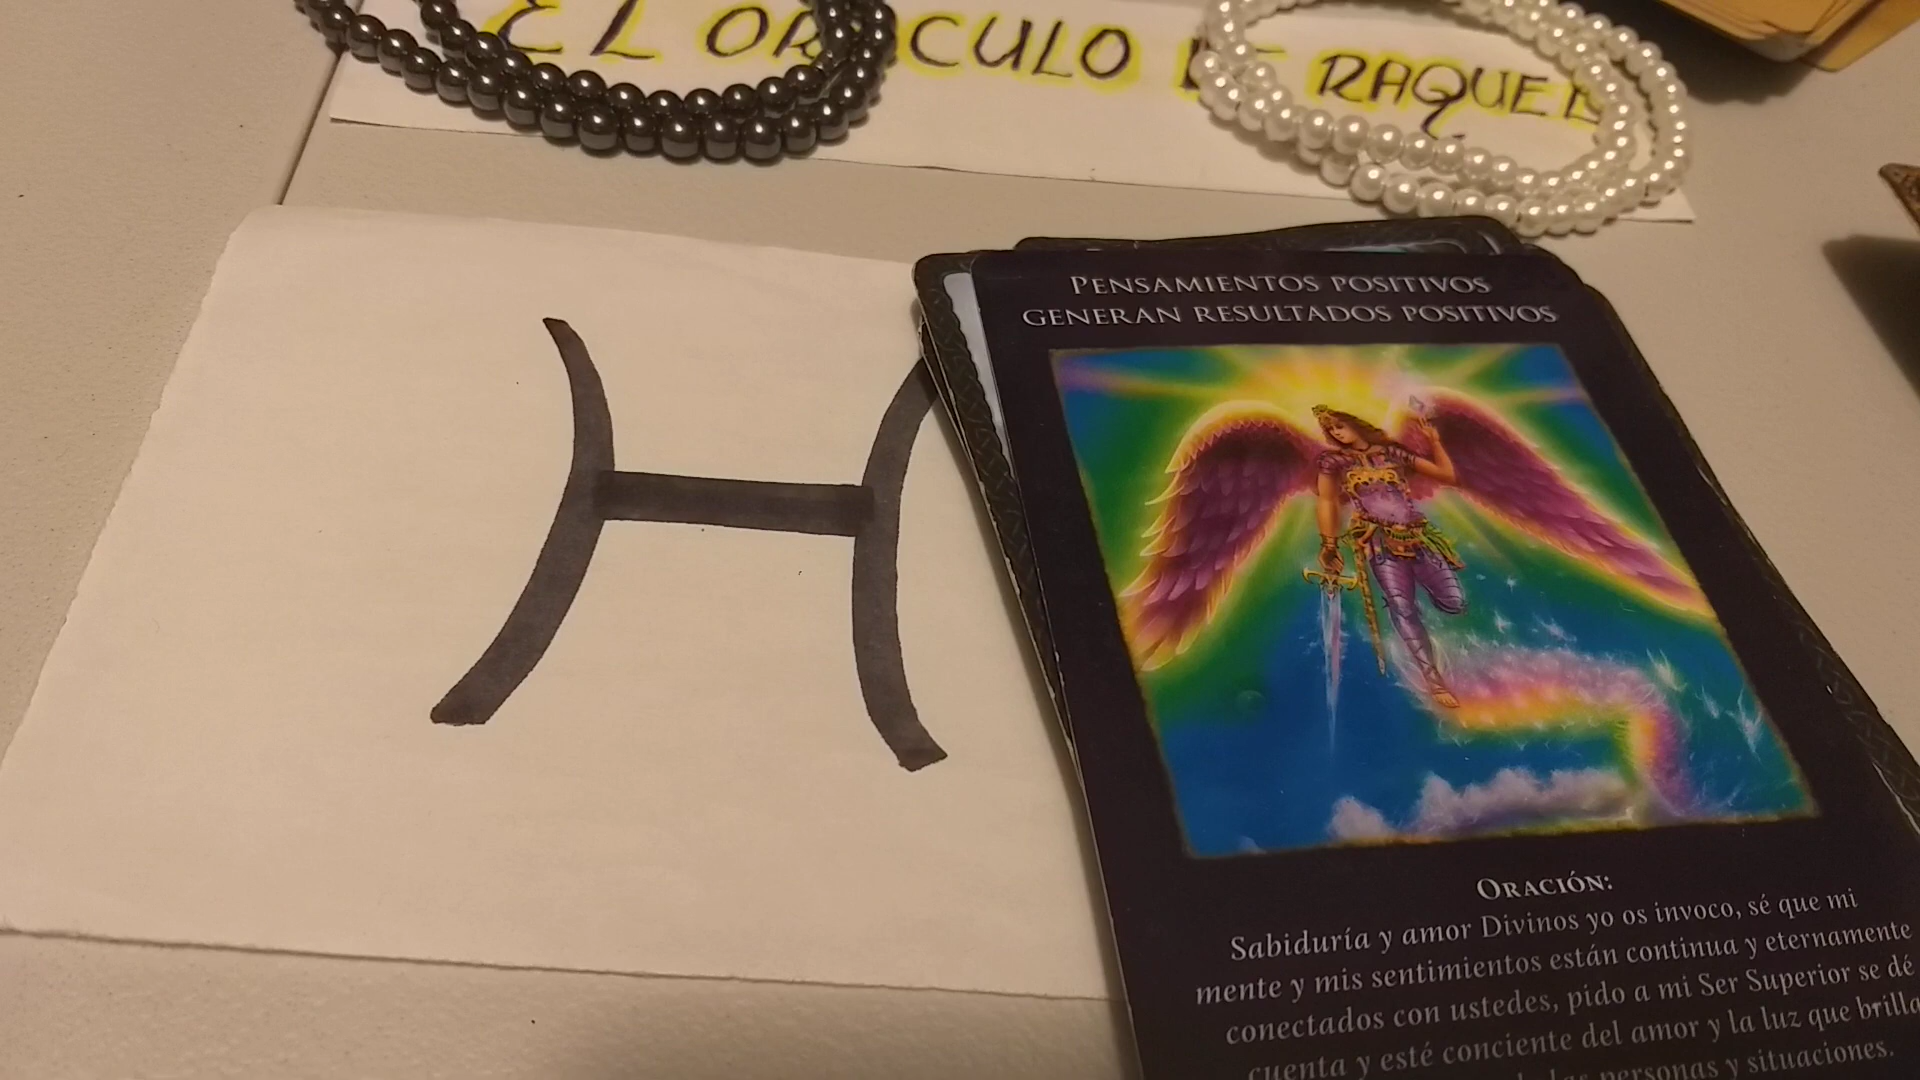 EL ORÁCULO DE RAQUEL
PENSAMIENTOS POSITIVOS
GENERAN RESULTADOS POSITIVOS
ORACIÓN:
Sabiduría y amor Divinos yo os invoco, sé que mi
mente y mis sentimientos están continua y eternamente
conectados con ustedes, pido a mi Ser Superior se dé
cuenta y esté conciente del amor y la luz que brilla
personas y situaciones.